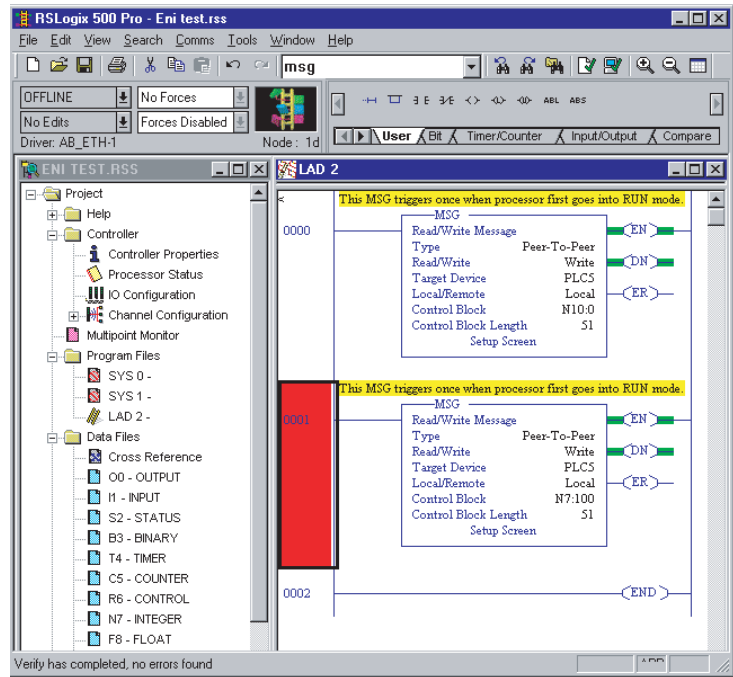 RSLogix 500 Pro - Eni test.rss
File Edit View Search Comms Tools Window Help
msg
OFFLINE No Forces
No Edits Forces Disabled
Driver: AB_ETH-1 Node : 1d
ABL ABS
User Bit Timer/Counter Input/Output Compare
ENI TEST.RSS
Project
Help
Controller
Controller Properties
Processor Status
IO Configuration
Channel Configuration
Multipoint Monitor
Program Files
SYS 0 -
SYS 1 -
LAD 2 -
Data Files
Cross Reference
O0 - OUTPUT
I1 - INPUT
S2 - STATUS
B3 - BINARY
T4 - TIMER
C5 - COUNTER
R6 - CONTROL
N7 - INTEGER
F8 - FLOAT
LAD 2
<
This MSG triggers once when processor first goes into RUN mode.
0000
MSG
Read/Write Message
Type Peer-To-Peer
Read/Write Write
Target Device PLC5
Local/Remote Local
Control Block N10:0
Control Block Length 51
Setup Screen
EN
DN
ER
This MSG triggers once when processor first goes into RUN mode.
0001
MSG
Read/Write Message
Type Peer-To-Peer
Read/Write Write
Target Device PLC5
Local/Remote Local
Control Block N7:100
Control Block Length 51
Setup Screen
EN
DN
ER
0002
END
Verify has completed, no errors found